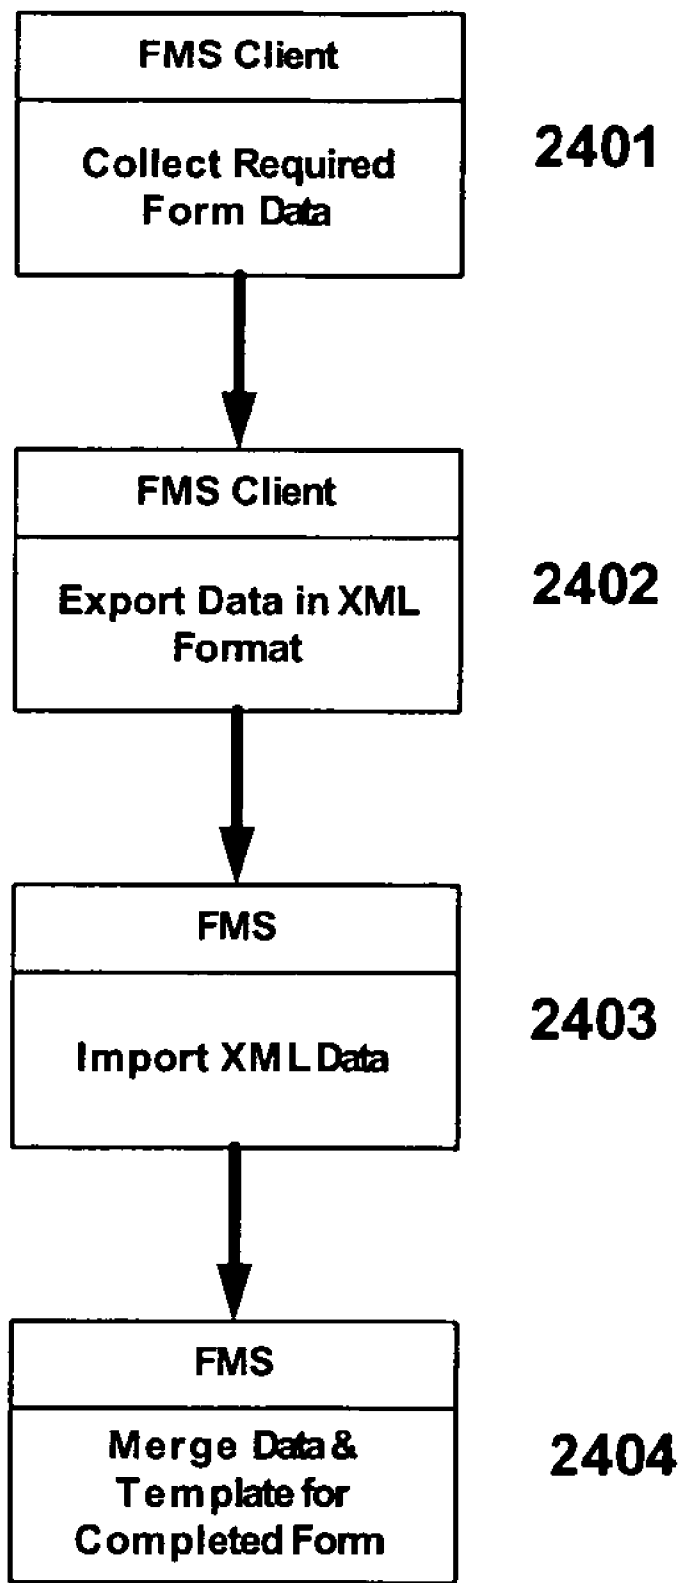 FMS Client
2401
Collect Required
Form Data
FMS Client
2402
Export Data in XML
Format
FMS
2403
Import XML Data
FMS
2404
Merge Data &
Template for
Completed Form